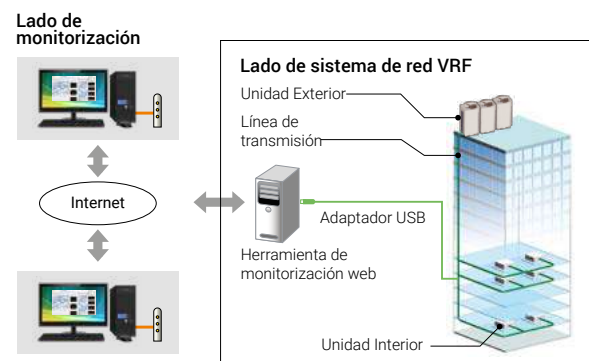 Lado de
monitorización
Lado de sistema de red VRF
Unidad Exterior
Línea de
transmisión
Internet
Adaptador USB
Herramienta de
monitorización web
Unidad Interior